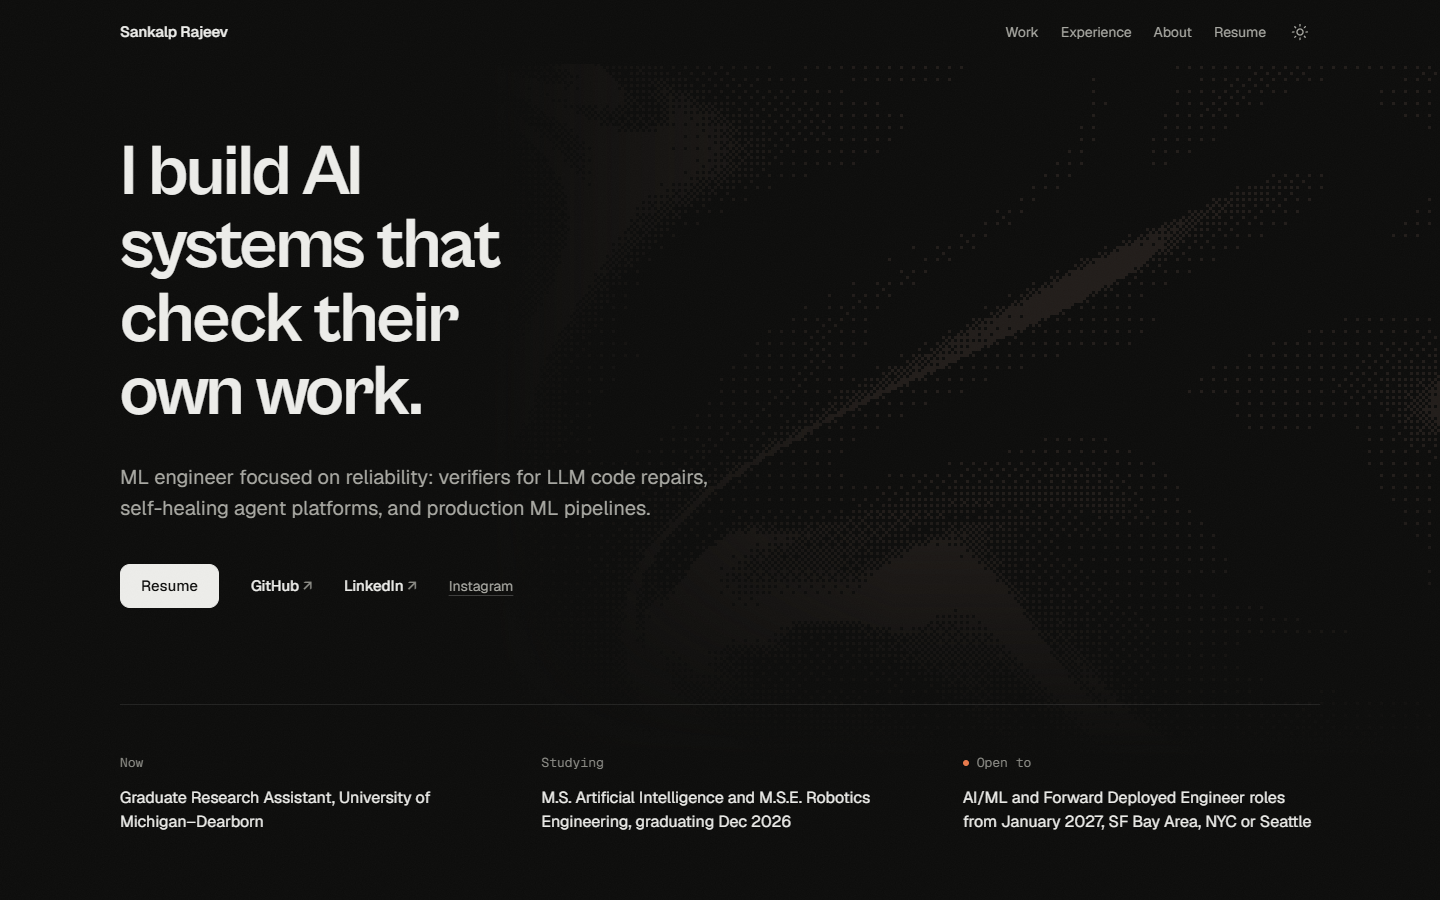 Sankalp Rajeev
Work Experience About Resume
I build AI
systems that
check their
own work.
ML engineer focused on reliability: verifiers for LLM code repairs,
self-healing agent platforms, and production ML pipelines.
Resume GitHub LinkedIn Instagram
Now
Graduate Research Assistant, University of
Michigan–Dearborn
Studying
M.S. Artificial Intelligence and M.S.E. Robotics
Engineering, graduating Dec 2026
Open to
AI/ML and Forward Deployed Engineer roles
from January 2027, SF Bay Area, NYC or Seattle